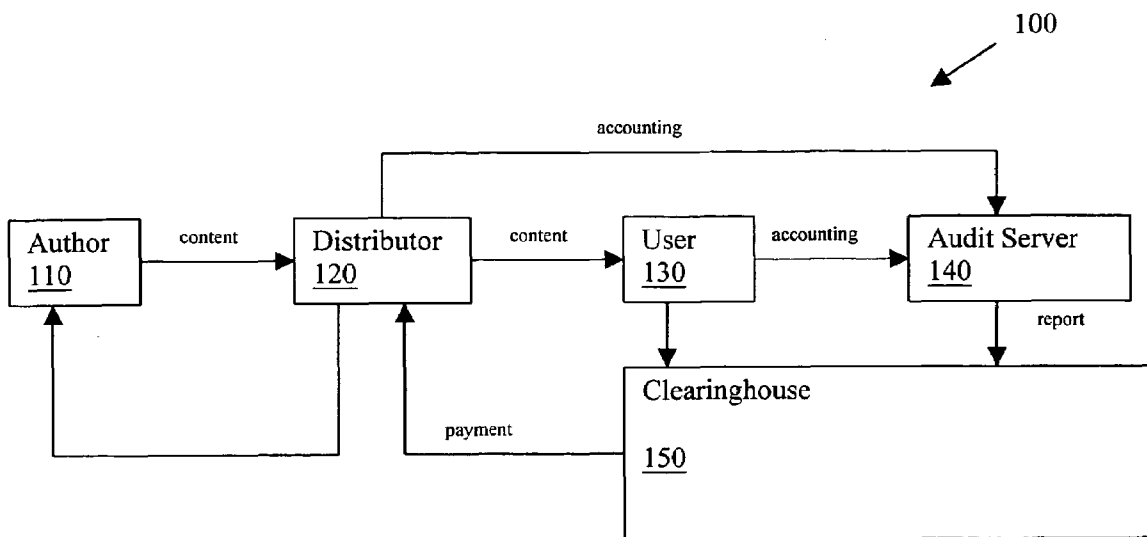 100
accounting
Author
110
content
Distributor
120
content
User
130
accounting
Audit Server
140
report
Clearinghouse
150
payment